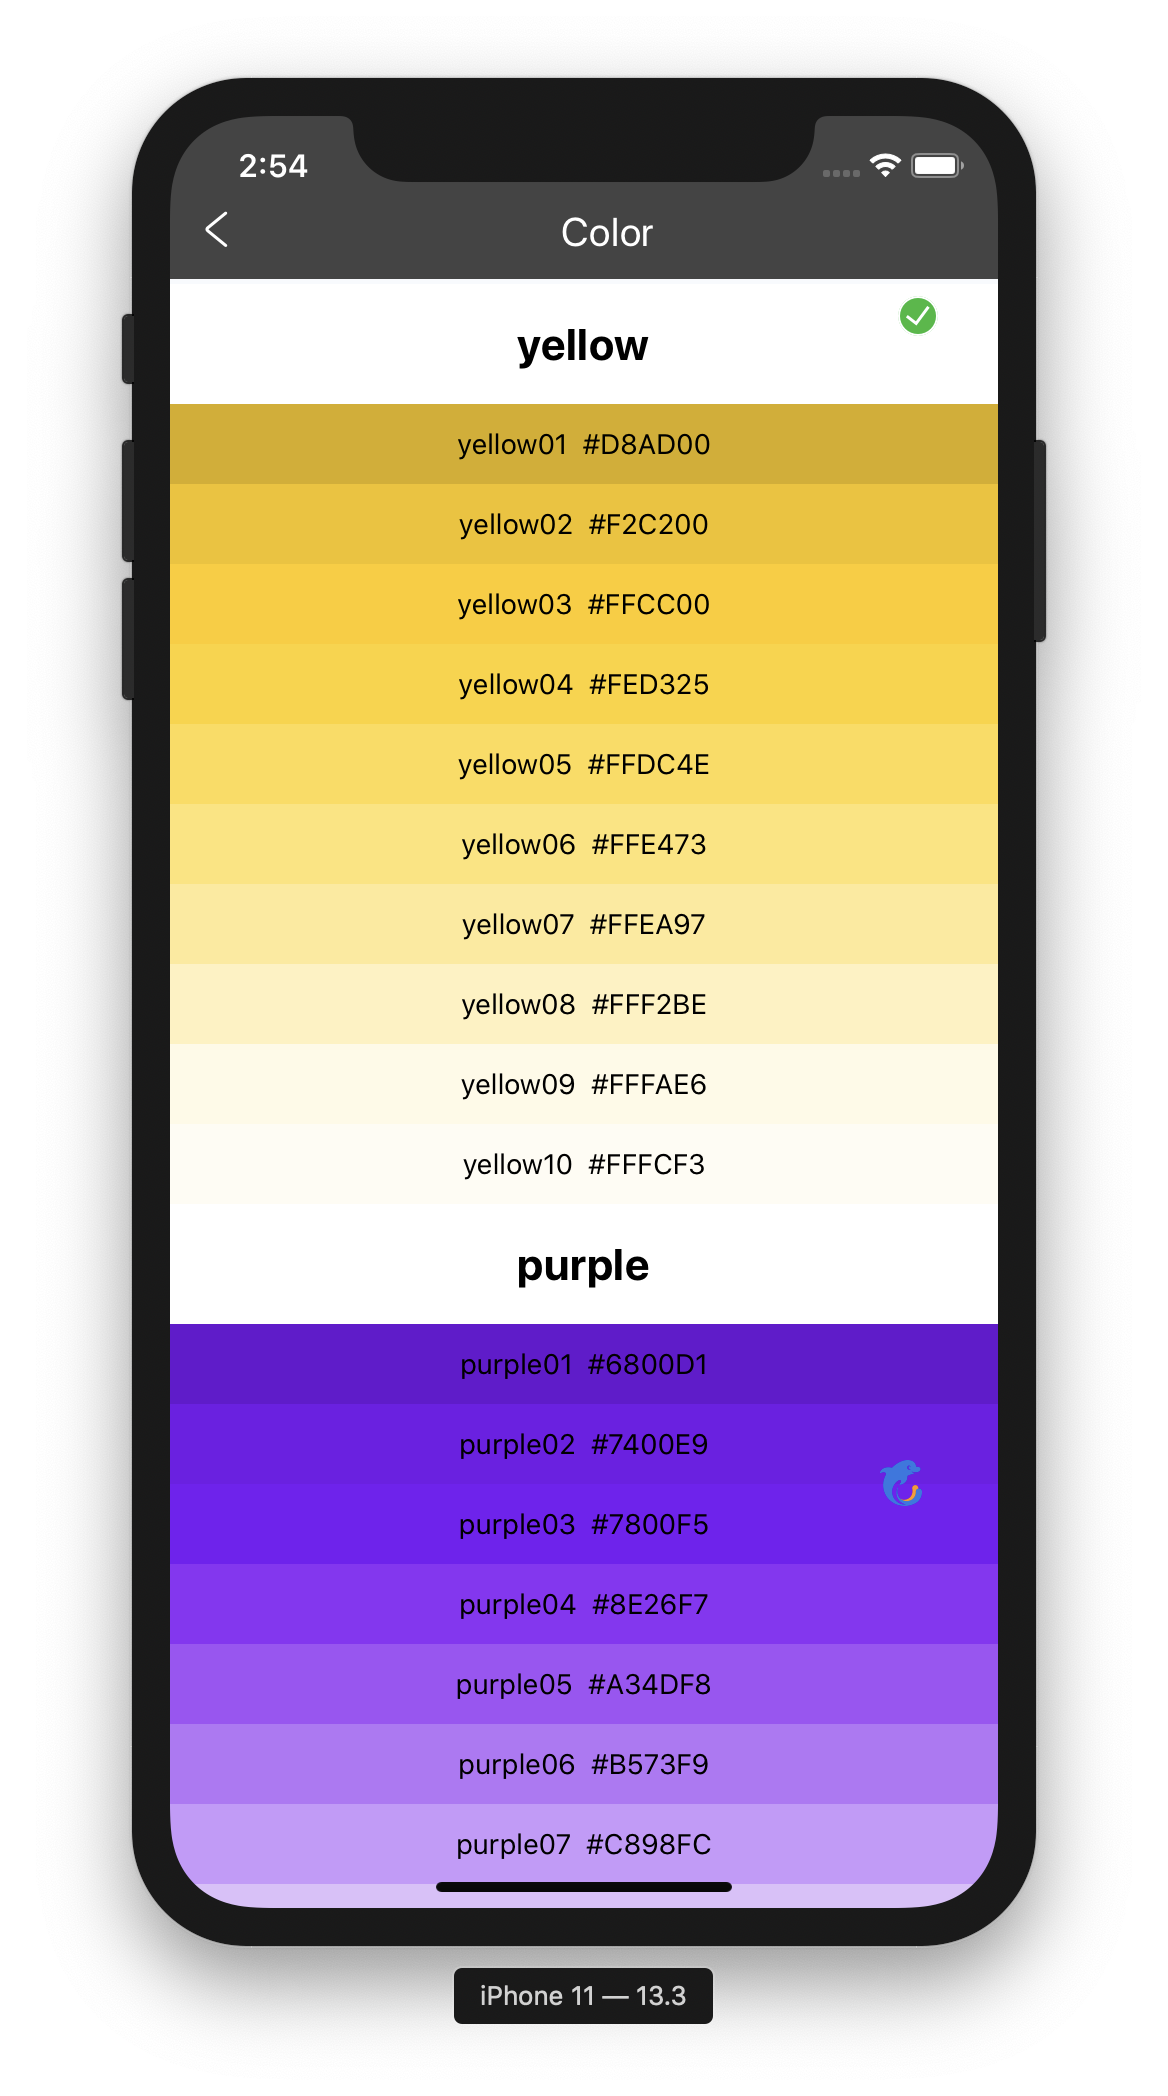 2:54
Color
yellow
yellow01 #D8AD00
yellow02 #F2C200
yellow03 #FFCC00
yellow04 #FED325
yellow05 #FFDC4E
yellow06 #FFE473
yellow07 #FFEA97
yellow08 #FFF2BE
yellow09 #FFFAE6
yellow10 #FFFCF3
purple
purple01 #6800D1
purple02 #7400E9
purple03 #7800F5
purple04 #8E26F7
purple05 #A34DF8
purple06 #B573F9
purple07 #C898FC
iPhone 11 — 13.3